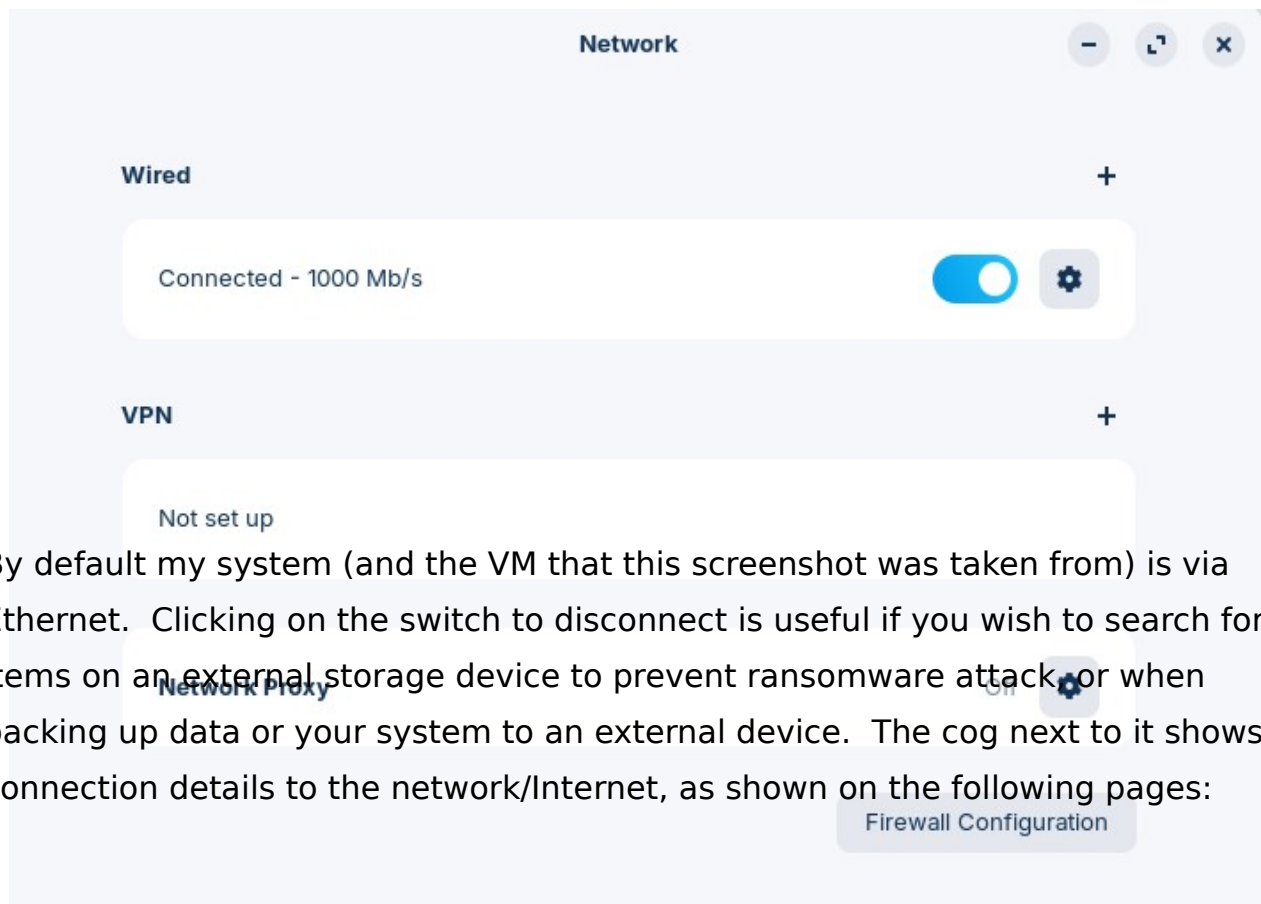 Network
Wired
+
Connected - 1000 Mb/s
VPN
+
Not set up
By default my system (and the VM that this screenshot was taken from) is via
Ethernet.  Clicking on the switch to disconnect is useful if you wish to search for
items on an external storage device to prevent ransomware attack, or when
Network Proxy
Off
backing up data or your system to an external device.  The cog next to it shows
connection details to the network/Internet, as shown on the following pages:
Firewall Configuration